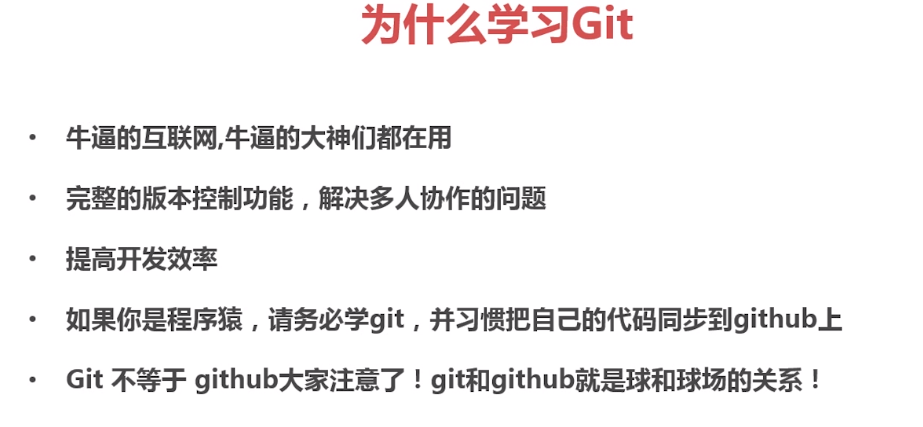 为什么学习Git
• 牛逼的互联网,牛逼的大神们都在用
• 完整的版本控制功能，解决多人协作的问题
• 提高开发效率
• 如果你是程序猿，请务必学git，并习惯把自己的代码同步到github上
• Git 不等于 github大家注意了！git和github就是球和球场的关系！